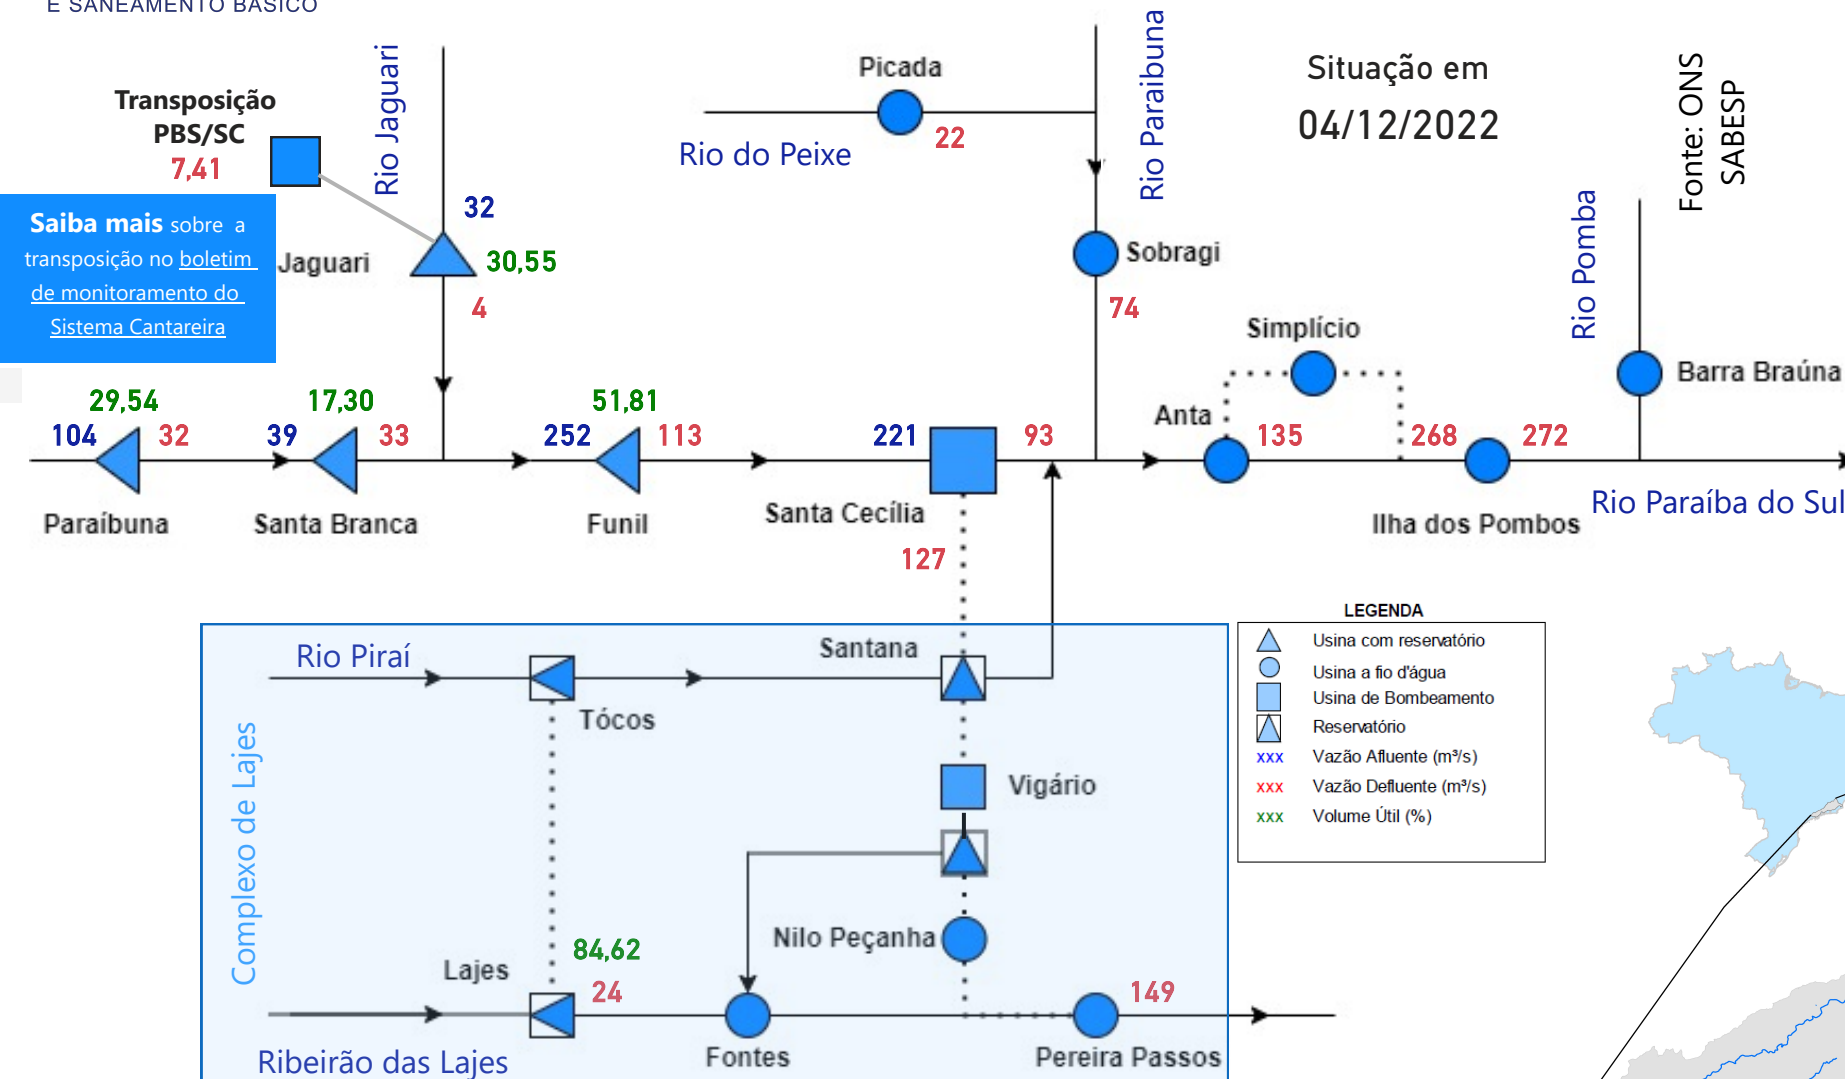 E SANEAMENTO BÁSICO
Transposição
PBS/SC
7,41
Rio Jaguari
Picada
22
Rio do Peixe
Rio Paraibuna
Situação em
04/12/2022
Fonte: ONS
SABESP
Saiba mais sobre a
transposição no boletim
de monitoramento do
Sistema Cantareira
32
Jaguari
30,55
4
Sobragi
74
Simplício
Rio Pomba
Barra Braúna
29,54
104
32
Paraíbuna
17,30
39
33
Santa Branca
51,81
252
113
Funil
221
93
Santa Cecília
127
Anta
135
268
272
Ilha dos Pombos
Rio Paraíba do Sul
Complexo de Lajes
Rio Piraí
Tócos
Santana
Vigário
Nilo Peçanha
84,62
Lajes
24
149
Ribeirão das Lajes
Fontes
Pereira Passos
LEGENDA
Usina com reservatório
Usina a fio d'água
Usina de Bombeamento
Reservatório
xxx Vazão Afluente (m³/s)
xxx Vazão Defluente (m³/s)
xxx Volume Útil (%)